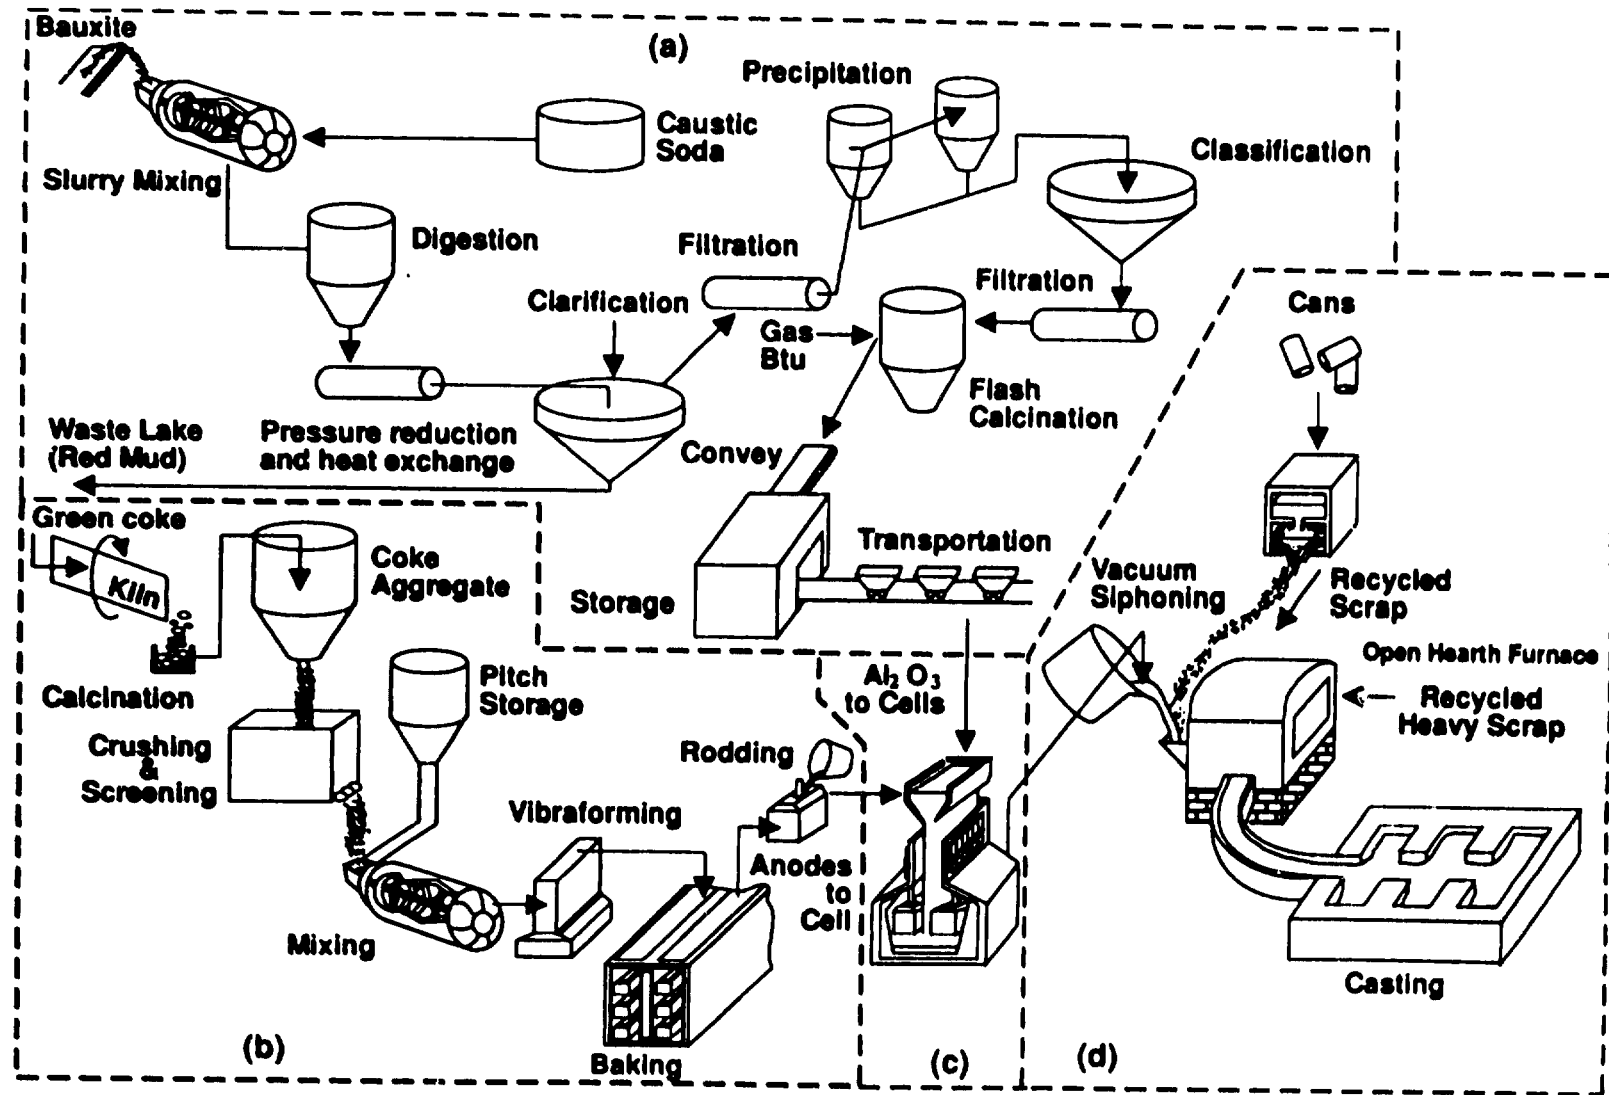 Bauxite
(a)
Precipitation
Caustic
Soda
Classification
Slurry Mixing
Digestion
Filtration
Clarification
Filtration
Gas
Btu
Cans
Flash
Calcination
Waste Lake
(Red Mud)
Pressure reduction
and heat exchange
Convey
Green coke
Kiln
Coke
Aggregate
Transportation
Storage
Vacuum
Siphoning
Recycled
Scrap
Open Hearth Furnace
Recycled
Heavy Scrap
Calcination
Pitch
Storage
Al₂ O₃
to Cells
Crushing
&
Screening
Rodding
Vibraforming
Anodes
to
Cell
Mixing
Casting
Baking
(b)
(c)
(d)